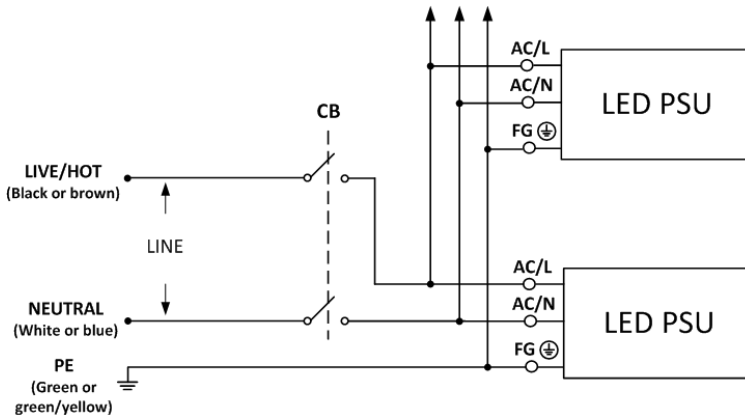 AC/L
AC/N
FG
LED PSU
CB
LIVE/HOT
(Black or brown)
LINE
NEUTRAL
(White or blue)
PE
(Green or
green/yellow)
AC/L
AC/N
FG
LED PSU